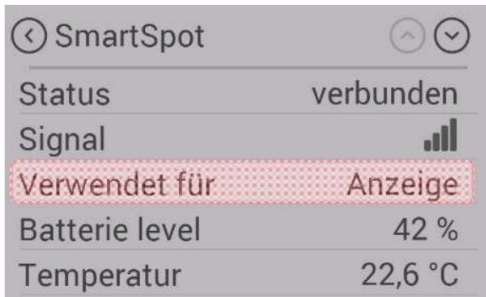 SmartSpot
Status verbunden
Signal
Verwendet für Anzeige
Batterie level 42 %
Temperatur 22,6 °C